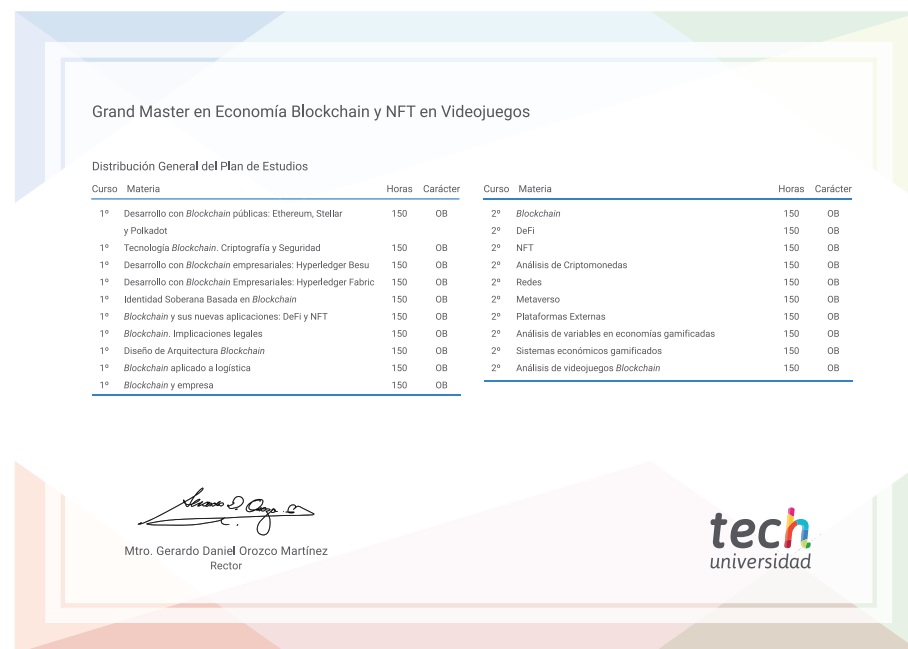 Grand Master en Economía Blockchain y NFT en Videojuegos
Distribución General del Plan de Estudios
Curso Materia Horas Carácter
1º Desarrollo con Blockchain públicas: Ethereum, Stellar 150 OB
y Polkadot
1º Tecnología Blockchain. Criptografía y Seguridad 150 OB
1º Desarrollo con Blockchain empresariales: Hyperledger Besu 150 OB
1º Desarrollo con Blockchain Empresariales: Hyperledger Fabric 150 OB
1º Identidad Soberana Basada en Blockchain 150 OB
1º Blockchain y sus nuevas aplicaciones: DeFi y NFT 150 OB
1º Blockchain. Implicaciones legales 150 OB
1º Diseño de Arquitectura Blockchain 150 OB
1º Blockchain aplicado a logística 150 OB
1º Blockchain y empresa 150 OB
Curso Materia Horas Carácter
2º Blockchain 150 OB
2º DeFi 150 OB
2º NFT 150 OB
2º Análisis de Criptomonedas 150 OB
2º Redes 150 OB
2º Metaverso 150 OB
2º Plataformas Externas 150 OB
2º Análisis de variables en economías gamificadas 150 OB
2º Sistemas económicos gamificados 150 OB
2º Análisis de videojuegos Blockchain 150 OB
Mtro. Gerardo Daniel Orozco Martínez
Rector
tech
universidad